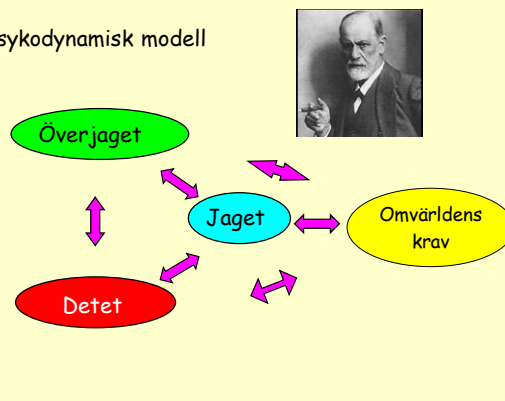 sykodynamisk modell
Överjaget
Jaget
Omvärldens
krav
Detet